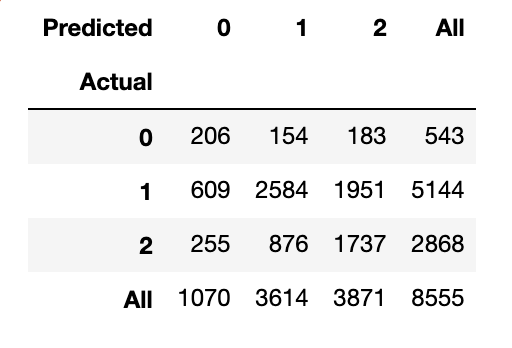 Predicted 0 1 2 All
Actual
0 206 154 183 543
1 609 2584 1951 5144
2 255 876 1737 2868
All 1070 3614 3871 8555